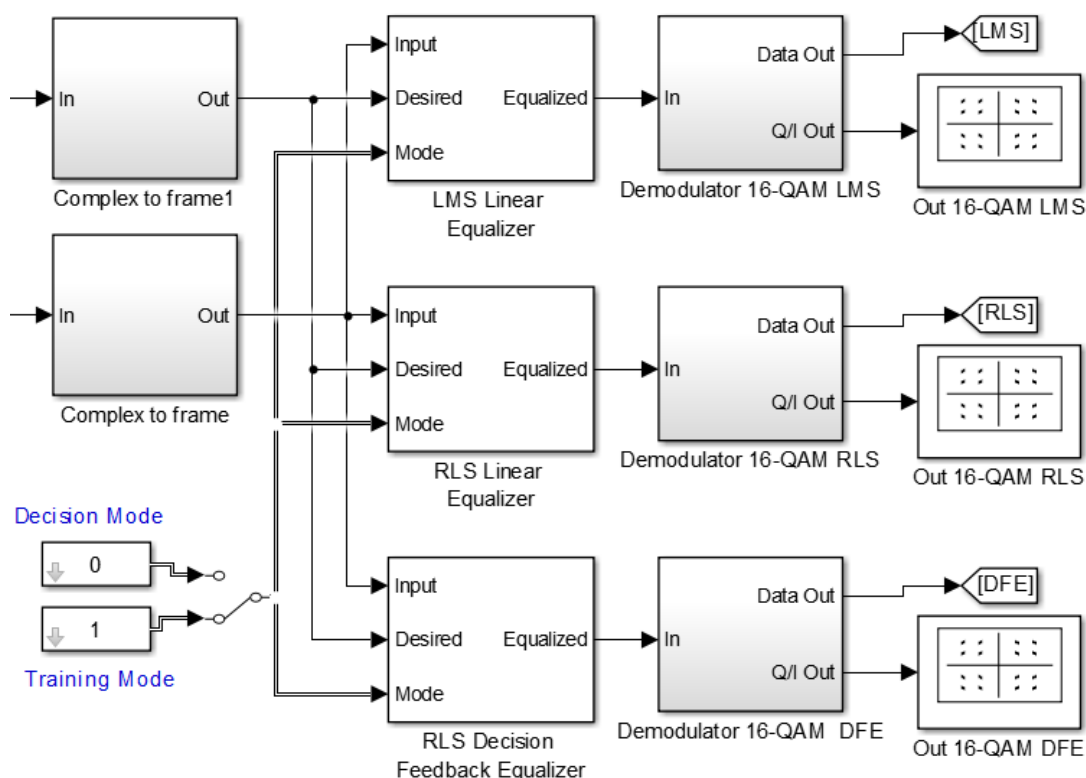 In
Out
Complex to frame1
Input
Desired
Mode
Equalized
LMS Linear
Equalizer
In
Data Out
Q/I Out
Demodulator 16-QAM LMS
[LMS]
Out 16-QAM LMS
In
Out
Complex to frame
Input
Desired
Mode
Equalized
RLS Linear
Equalizer
In
Data Out
Q/I Out
Demodulator 16-QAM RLS
[RLS]
Out 16-QAM RLS
Decision Mode
0
1
Training Mode
Input
Desired
Mode
Equalized
RLS Decision
Feedback Equalizer
In
Data Out
Q/I Out
Demodulator 16-QAM DFE
[DFE]
Out 16-QAM DFE